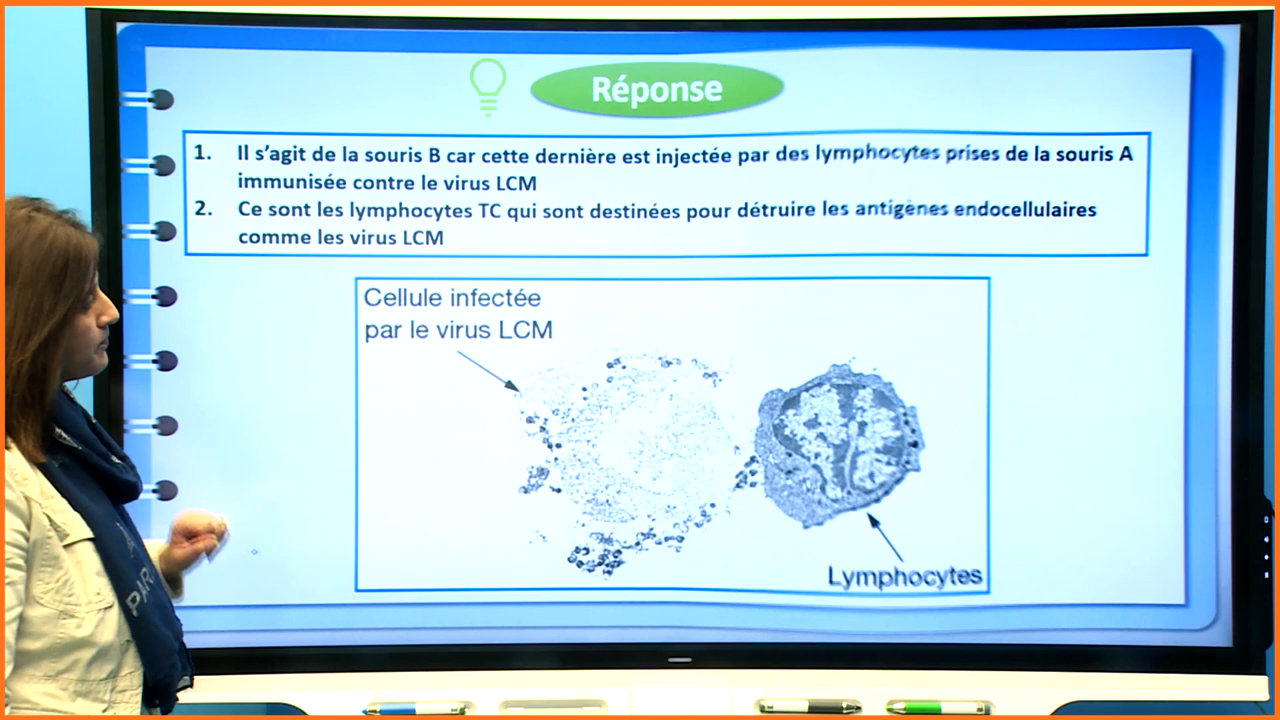 Réponse
1. Il s'agit de la souris B car cette dernière est injectée par des lymphocytes prises de la souris A
immunisée contre le virus LCM
2. Ce sont les lymphocytes TC qui sont destinées pour détruire les antigènes endocellulaires
comme les virus LCM
Cellule infectée
par le virus LCM
Lymphocytes
PAR